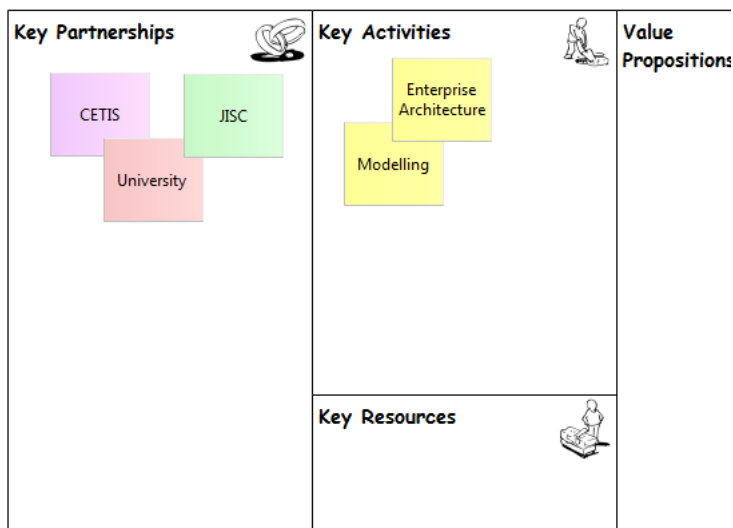 Key Partnerships
CETIS
JISC
University
Key Activities
Enterprise
Architecture
Modelling
Key Resources
Value
Propositions